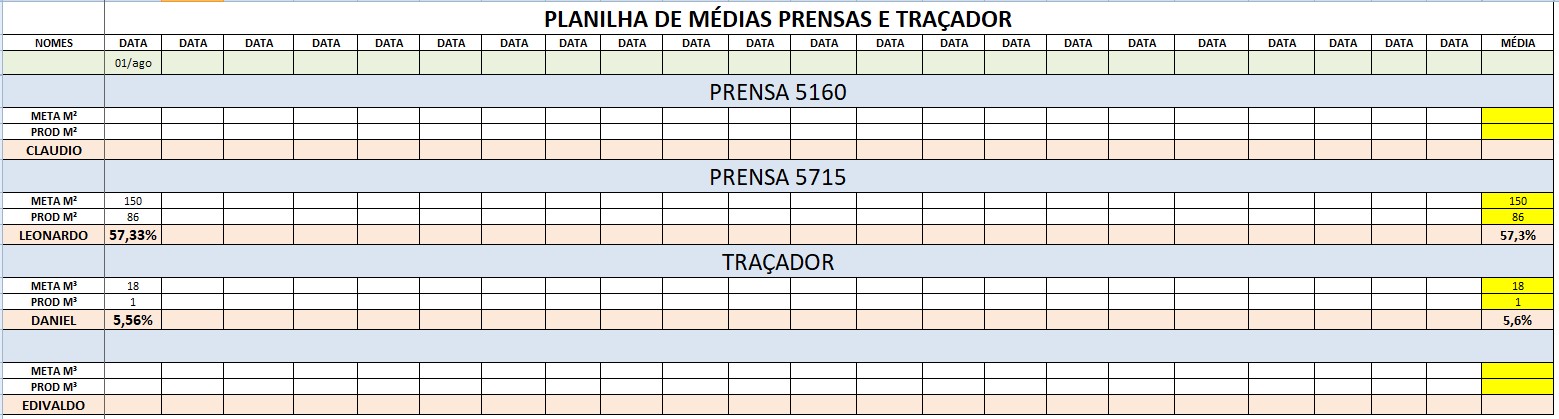 PLANILHA DE MÉDIAS PRENSAS E TRAÇADOR
NOMES DATA DATA DATA DATA DATA DATA DATA DATA DATA DATA DATA DATA DATA DATA DATA DATA DATA DATA DATA DATA DATA DATA MÉDIA
01/ago
PRENSA 5160
META M²
PROD M²
CLAUDIO
PRENSA 5715
META M² 150 150
PROD M² 86 86
LEONARDO 57,33% 57,3%
TRAÇADOR
META M³ 18 18
PROD M³ 1 1
DANIEL 5,56% 5,6%
META M³
PROD M³
EDIVALDO